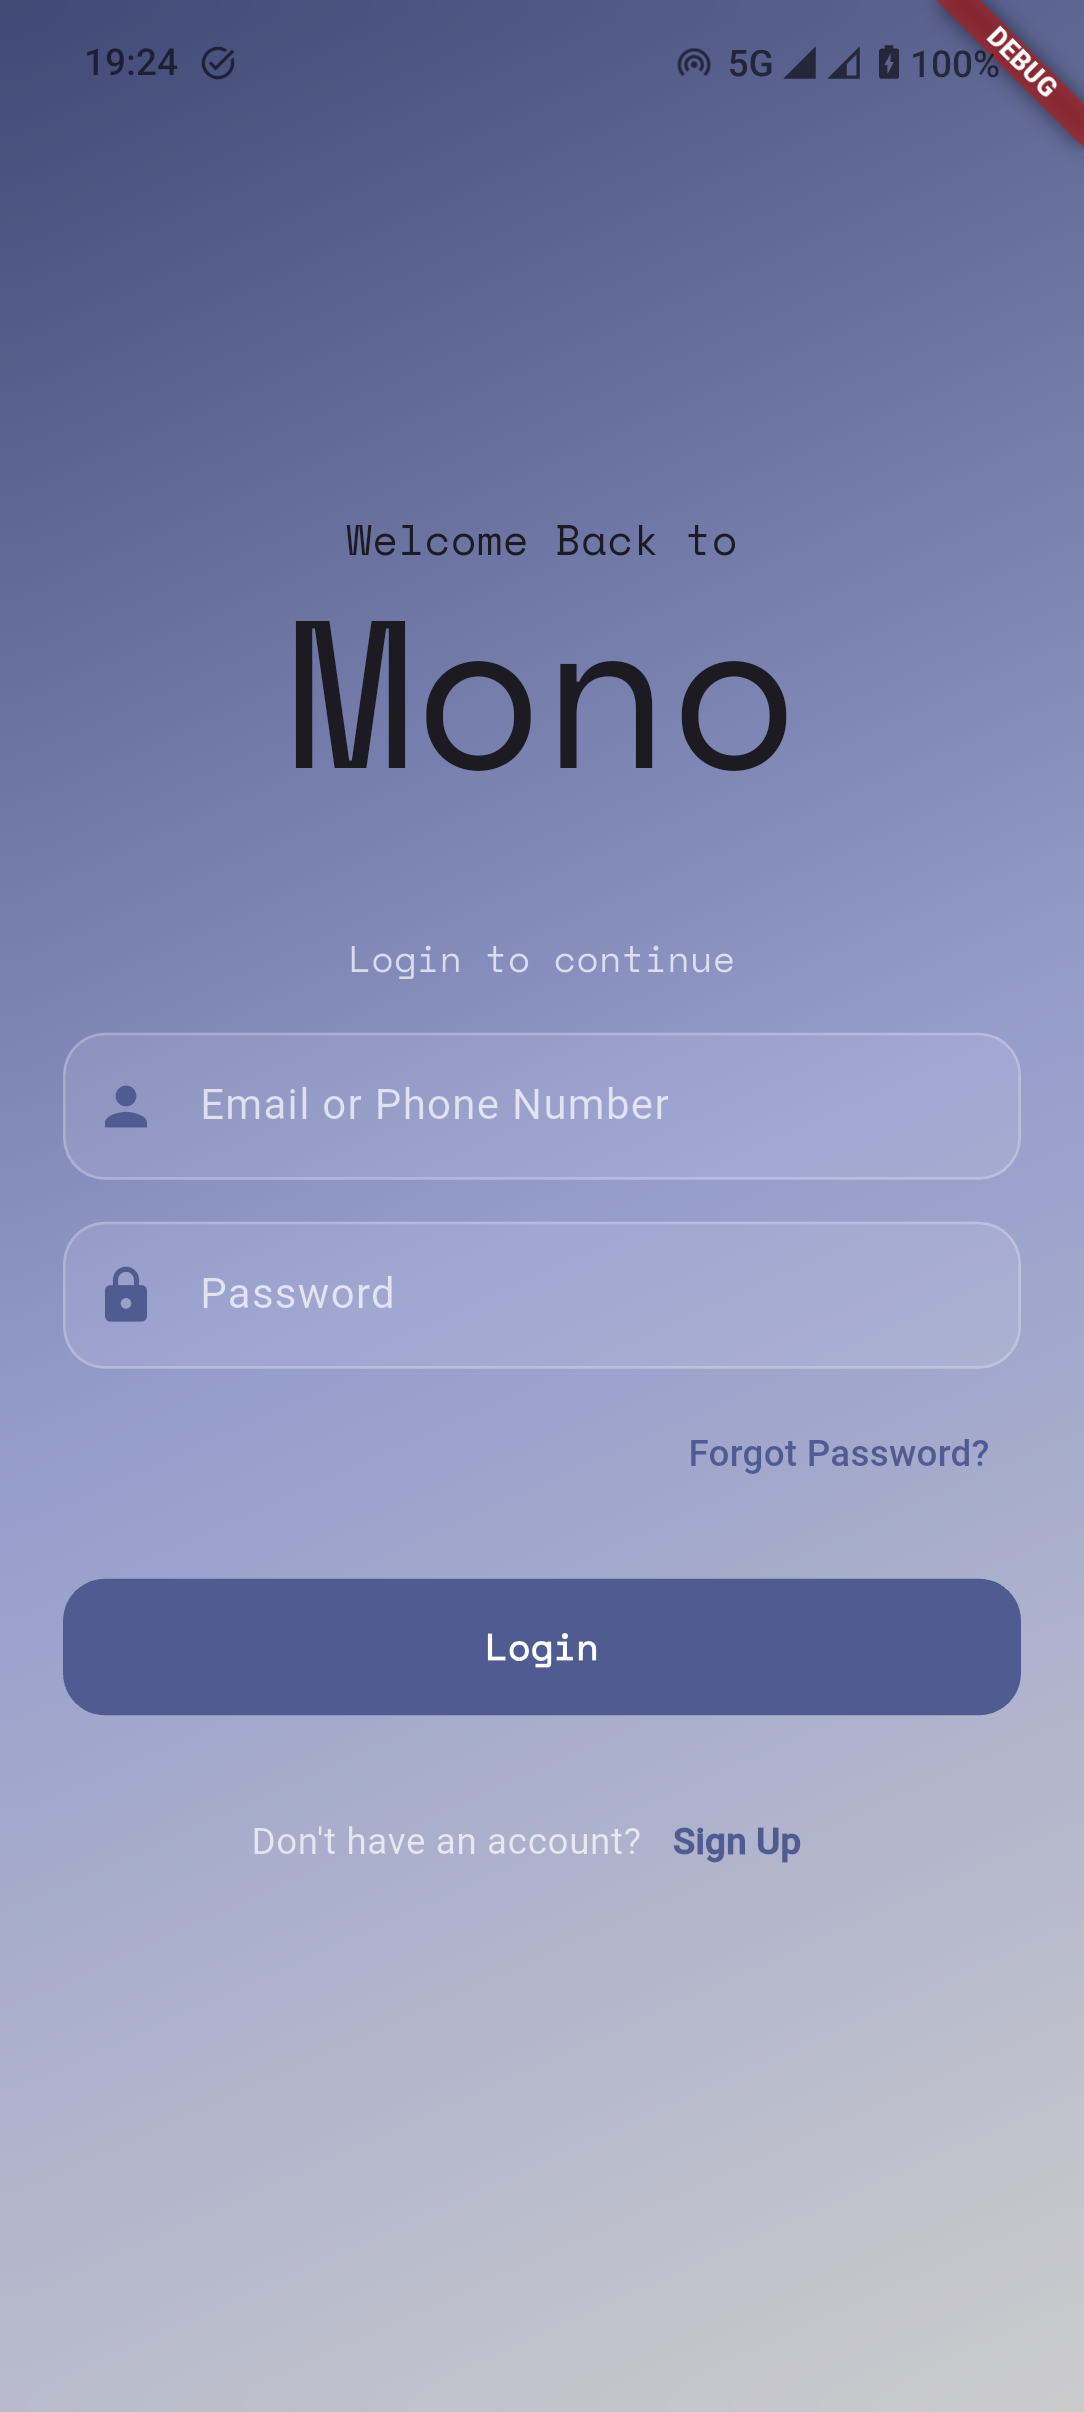 19:24 5G 100%
DEBUG
Welcome Back to
Mono
Login to continue
Email or Phone Number
Password
Forgot Password?
Login
Don't have an account? Sign Up